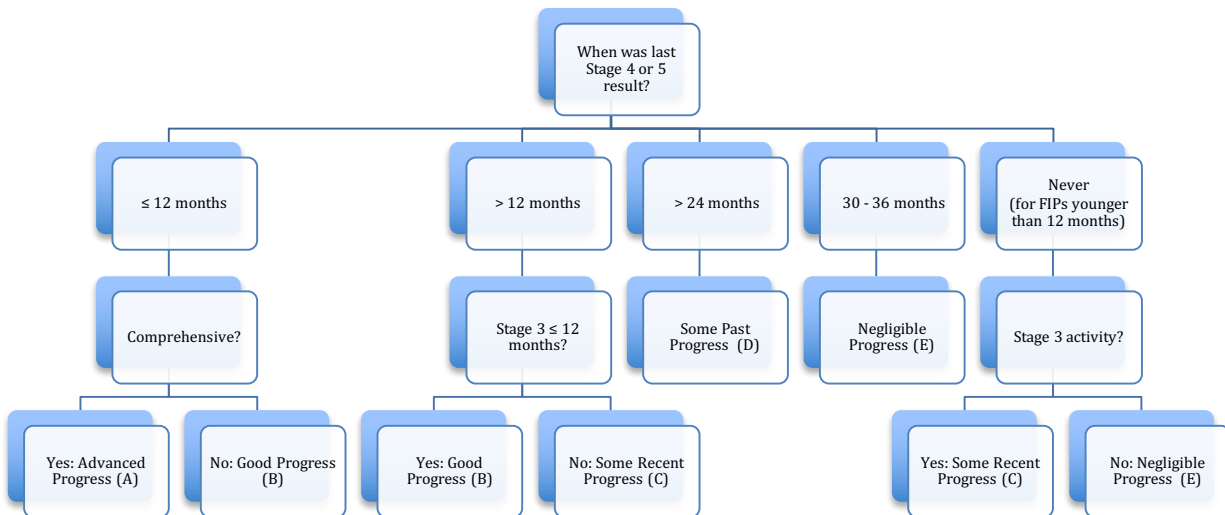 When was last
Stage 4 or 5
result?
≤ 12 months
> 12 months
> 24 months
30 - 36 months
Never
(for FIPs younger
than 12 months)
Comprehensive?
Stage 3 ≤ 12
months?
Some Past
Progress (D)
Negligible
Progress (E)
Stage 3 activity?
Yes: Advanced
Progress (A)
No: Good Progress
(B)
Yes: Good
Progress (B)
No: Some Recent
Progress (C)
Yes: Some Recent
Progress (C)
No: Negligible
Progress (E)